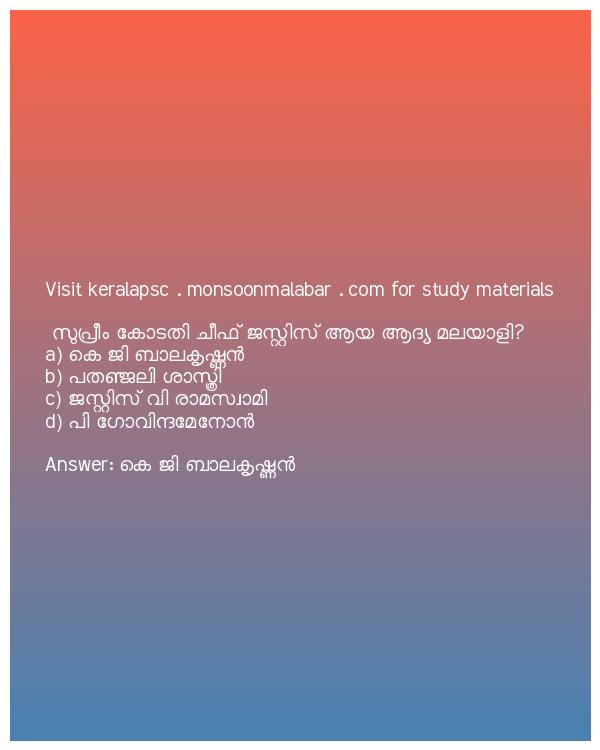 Visit keralapsc . monsoonmalabar . com for study materials
സുപ്രീം കോടതി ചീഫ് ജസ്റ്റിസ് ആയ ആദ്യ മലയാളി?
a) കെ ജി ബാലകൃഷ്ണൻ
b) പതഞ്ജലി ശാസ്ത്രി
c) ജസ്റ്റിസ് വി രാമസ്വാമി
d) പി ഗോവിന്ദമേനോൻ
Answer: കെ ജി ബാലകൃഷ്ണൻ